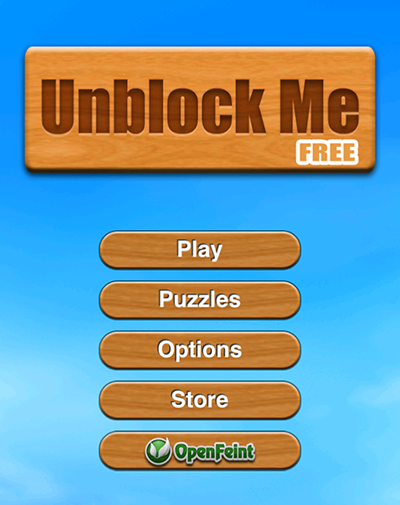 Unblock Me
FREE
Play
Puzzles
Options
Store
OpenFeint